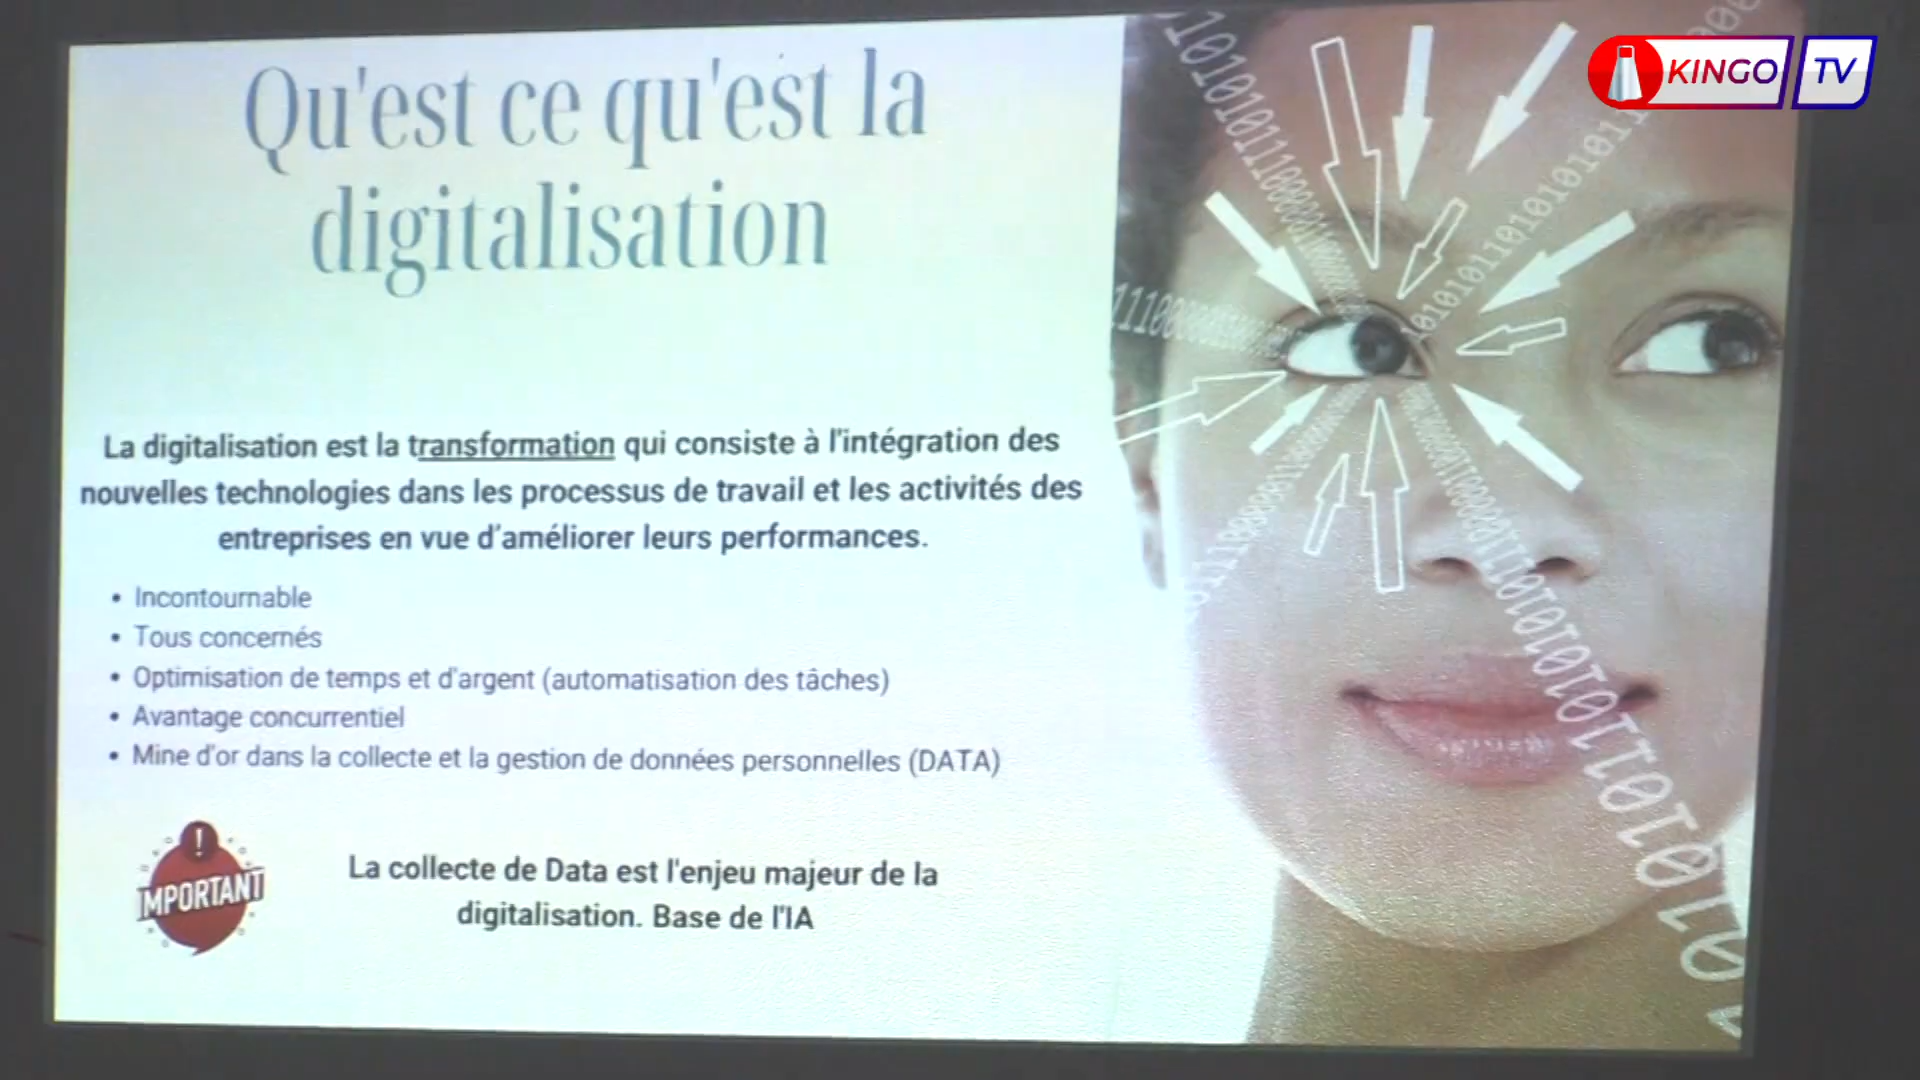 KINGO TV
Qu'est ce qu'est la
digitalisation
La digitalisation est la transformation qui consiste à l'intégration des
nouvelles technologies dans les processus de travail et les activités des
entreprises en vue d'améliorer leurs performances.
• Incontournable
• Tous concernés
• Optimisation de temps et d'argent (automatisation des tâches)
• Avantage concurrentiel
• Mine d'or dans la collecte et la gestion de données personnelles (DATA)
!
IMPORTANT
La collecte de Data est l'enjeu majeur de la
digitalisation. Base de l'IA